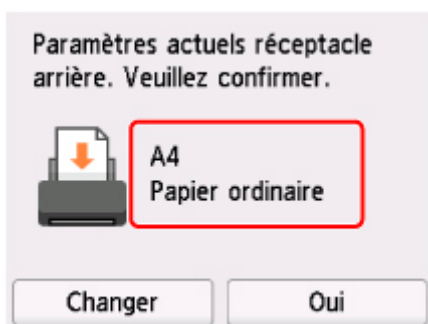 Paramètres actuels réceptacle
arrière. Veuillez confirmer.
A4
Papier ordinaire
Changer
Oui